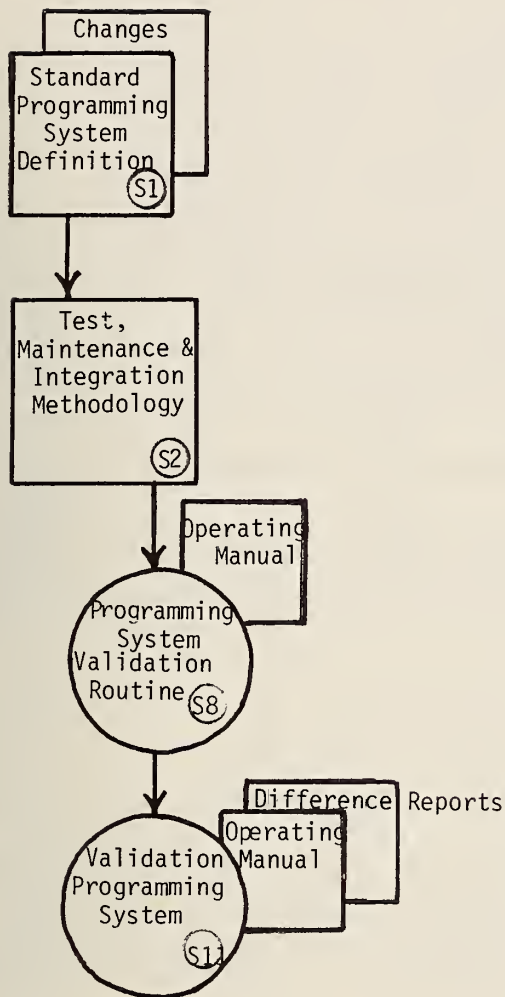 Changes
Standard
Programming
System
Definition
S1
Test,
Maintenance &
Integration
Methodology
S2
Operating
Manual
Programming
System
Validation
Routine
S8
Difference Reports
Operating
Manual
Validation
Programming
System
S11